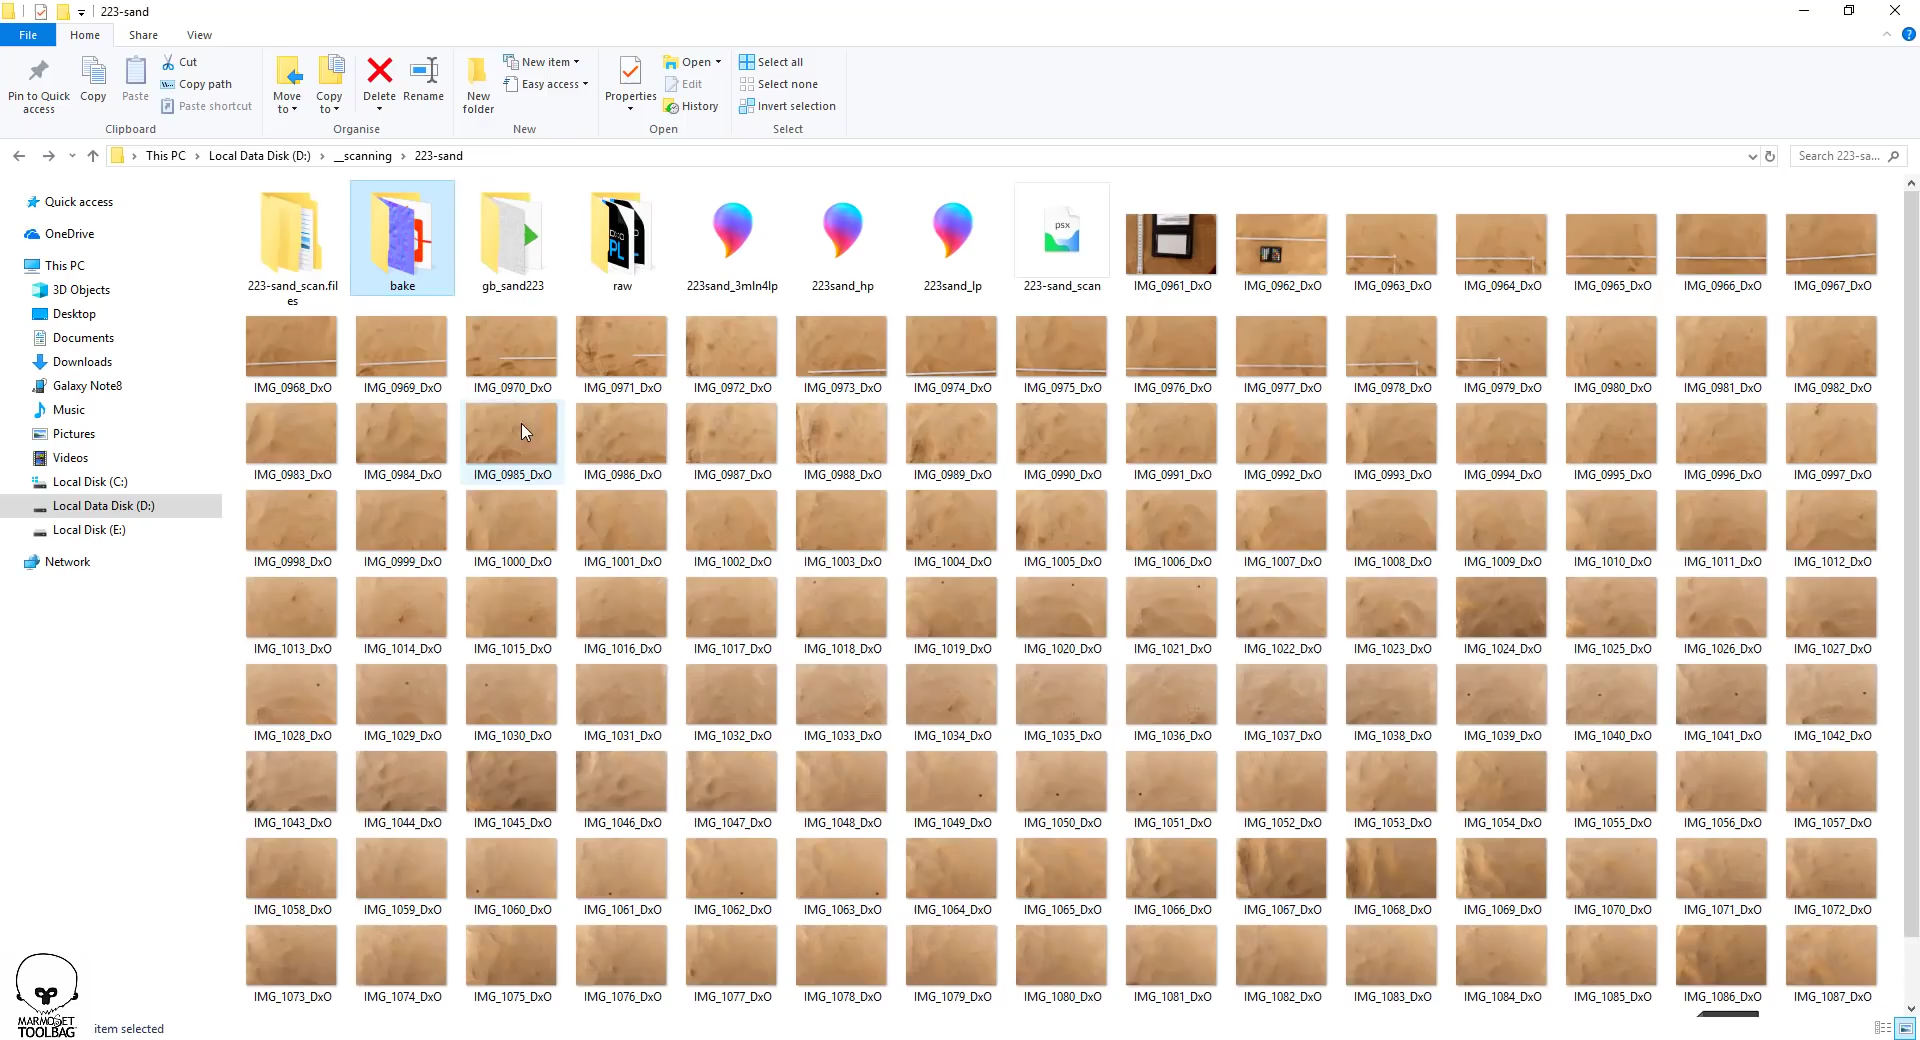 223-sand
File Home Share View
Pin to Quick access
Copy
Paste
Cut
Copy path
Paste shortcut
Clipboard
Move to
Copy to
Delete
Rename
Organise
New folder
New item
Easy access
New
Properties
Open
Edit
History
Open
Select all
Select none
Invert selection
Select
This PC > Local Data Disk (D:) > __scanning > 223-sand
Search 223-sa...
Quick access
OneDrive
This PC
3D Objects
Desktop
Documents
Downloads
Galaxy Note8
Music
Pictures
Videos
Local Disk (C:)
Local Data Disk (D:)
Local Disk (E:)
Network
psx
PL
223-sand_scan.files bake gb_sand223 raw 223sand_3mln4lp 223sand_hp 223sand_lp 223-sand_scan IMG_0961_DxO IMG_0962_DxO IMG_0963_DxO IMG_0964_DxO IMG_0965_DxO IMG_0966_DxO IMG_0967_DxO
IMG_0968_DxO IMG_0969_DxO IMG_0970_DxO IMG_0971_DxO IMG_0972_DxO IMG_0973_DxO IMG_0974_DxO IMG_0975_DxO IMG_0976_DxO IMG_0977_DxO IMG_0978_DxO IMG_0979_DxO IMG_0980_DxO IMG_0981_DxO IMG_0982_DxO
IMG_0983_DxO IMG_0984_DxO IMG_0985_DxO IMG_0986_DxO IMG_0987_DxO IMG_0988_DxO IMG_0989_DxO IMG_0990_DxO IMG_0991_DxO IMG_0992_DxO IMG_0993_DxO IMG_0994_DxO IMG_0995_DxO IMG_0996_DxO IMG_0997_DxO
IMG_0998_DxO IMG_0999_DxO IMG_1000_DxO IMG_1001_DxO IMG_1002_DxO IMG_1003_DxO IMG_1004_DxO IMG_1005_DxO IMG_1006_DxO IMG_1007_DxO IMG_1008_DxO IMG_1009_DxO IMG_1010_DxO IMG_1011_DxO IMG_1012_DxO
IMG_1013_DxO IMG_1014_DxO IMG_1015_DxO IMG_1016_DxO IMG_1017_DxO IMG_1018_DxO IMG_1019_DxO IMG_1020_DxO IMG_1021_DxO IMG_1022_DxO IMG_1023_DxO IMG_1024_DxO IMG_1025_DxO IMG_1026_DxO IMG_1027_DxO
IMG_1028_DxO IMG_1029_DxO IMG_1030_DxO IMG_1031_DxO IMG_1032_DxO IMG_1033_DxO IMG_1034_DxO IMG_1035_DxO IMG_1036_DxO IMG_1037_DxO IMG_1038_DxO IMG_1039_DxO IMG_1040_DxO IMG_1041_DxO IMG_1042_DxO
IMG_1043_DxO IMG_1044_DxO IMG_1045_DxO IMG_1046_DxO IMG_1047_DxO IMG_1048_DxO IMG_1049_DxO IMG_1050_DxO IMG_1051_DxO IMG_1052_DxO IMG_1053_DxO IMG_1054_DxO IMG_1055_DxO IMG_1056_DxO IMG_1057_DxO
IMG_1058_DxO IMG_1059_DxO IMG_1060_DxO IMG_1061_DxO IMG_1062_DxO IMG_1063_DxO IMG_1064_DxO IMG_1065_DxO IMG_1066_DxO IMG_1067_DxO IMG_1068_DxO IMG_1069_DxO IMG_1070_DxO IMG_1071_DxO IMG_1072_DxO
IMG_1073_DxO IMG_1074_DxO IMG_1075_DxO IMG_1076_DxO IMG_1077_DxO IMG_1078_DxO IMG_1079_DxO IMG_1080_DxO IMG_1081_DxO IMG_1082_DxO IMG_1083_DxO IMG_1084_DxO IMG_1085_DxO IMG_1086_DxO IMG_1087_DxO
MARMOSET
TOOLBAG
item selected